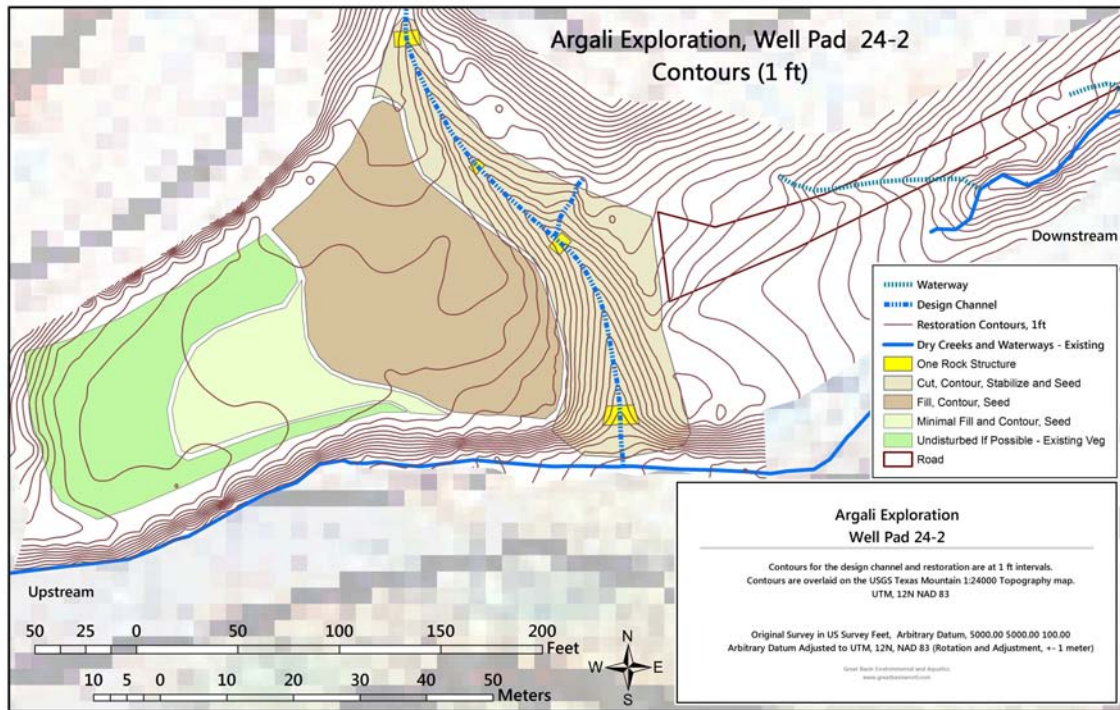 Argali Exploration, Well Pad 24-2
Contours (1 ft)
Downstream
Waterway
Design Channel
Restoration Contours, 1ft
Dry Creeks and Waterways - Existing
One Rock Structure
Cut, Contour, Stabilize and Seed
Fill, Contour, Seed
Minimal Fill and Contour, Seed
Undisturbed If Possible - Existing Veg
Road
Upstream
50 25 0 50 100 150 200
Feet
10 5 0 10 20 30 40 50
Meters
N
W E
S
Argali Exploration
Well Pad 24-2
Contours for the design channel and restoration are at 1 ft intervals.
Contours are overlaid on the USGS Texas Mountain 1:24000 Topography map.
UTM, 12N NAD 83
Original Survey in US Survey Feet, Arbitrary Datum, 5000.00 5000.00 100.00
Arbitrary Datum Adjusted to UTM, 12N, NAD 83 (Rotation and Adjustment, +- 1 meter)
Great Basin Environmental and Aquatics